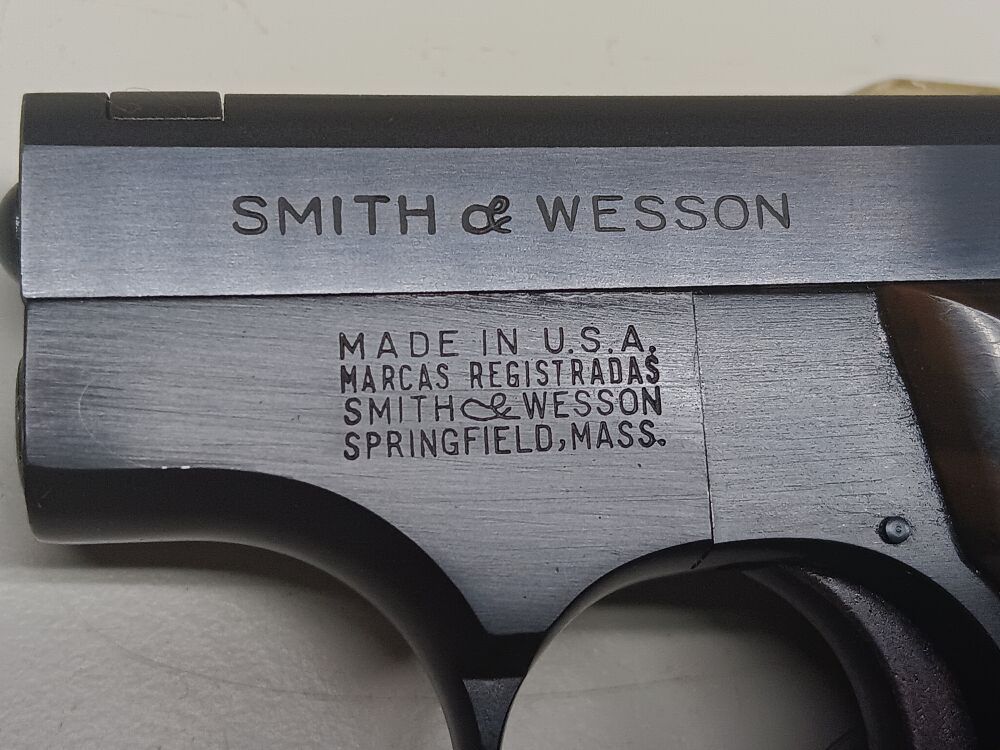 SMITH & WESSON
MADE IN U.S.A.
MARCAS REGISTRADAS
SMITH & WESSON
SPRINGFIELD, MASS.